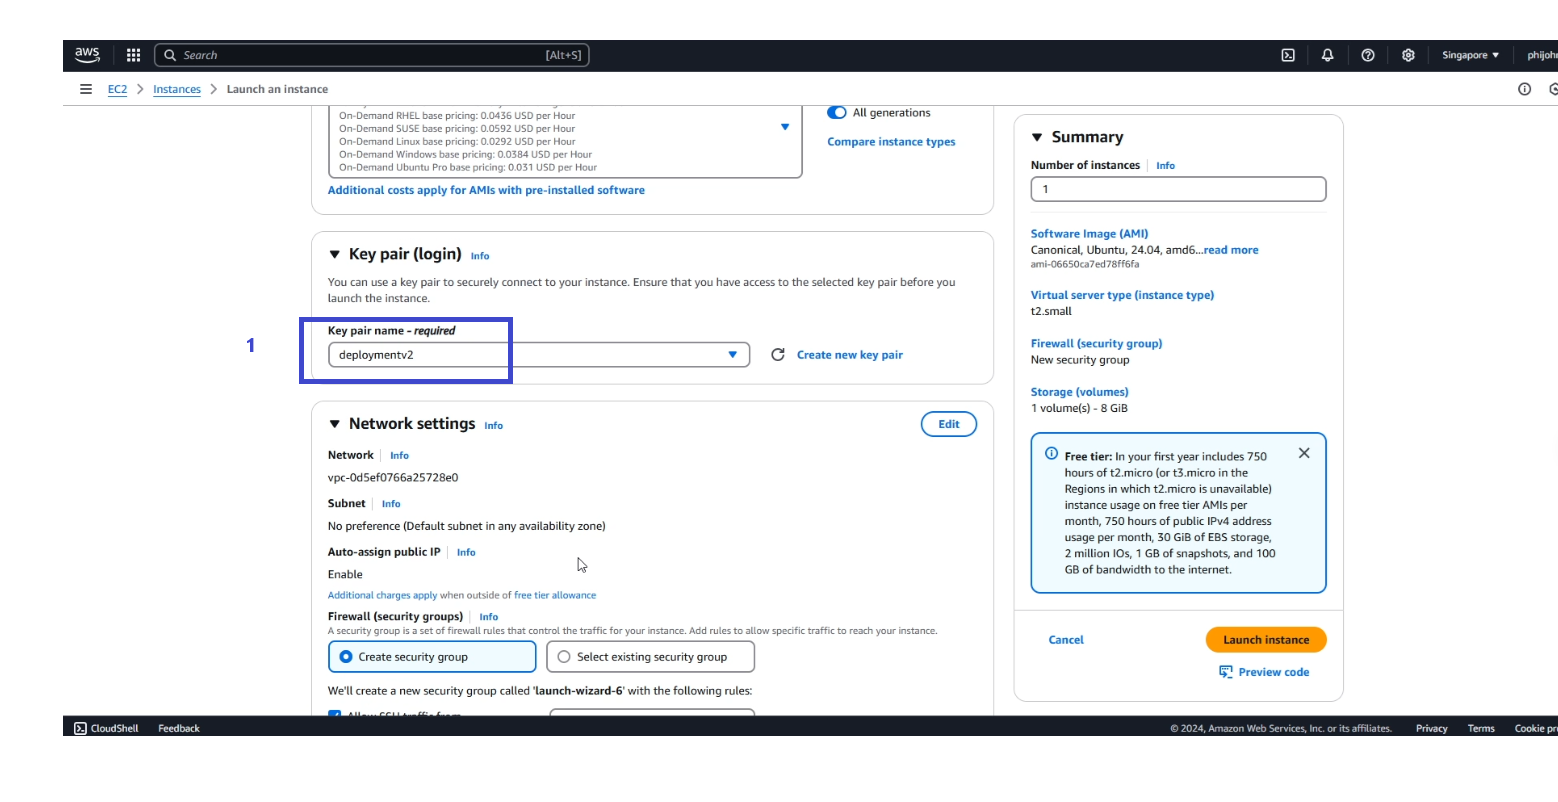 aws
Search
[Alt+S]
Singapore
EC2 > Instances > Launch an instance
On-Demand RHEL base pricing: 0.0436 USD per Hour
On-Demand SUSE base pricing: 0.0592 USD per Hour
On-Demand Linux base pricing: 0.0292 USD per Hour
On-Demand Windows base pricing: 0.0384 USD per Hour
On-Demand Ubuntu Pro base pricing: 0.031 USD per Hour
All generations
Compare instance types
Additional costs apply for AMIs with pre-installed software
Key pair (login) Info
You can use a key pair to securely connect to your instance. Ensure that you have access to the selected key pair before you
launch the instance.
1
Key pair name - required
deploymentv2
Create new key pair
Network settings Info
Edit
Network Info
vpc-0d5ef0766a25728e0
Subnet Info
No preference (Default subnet in any availability zone)
Auto-assign public IP Info
Enable
Additional charges apply when outside of free tier allowance
Firewall (security groups) Info
A security group is a set of firewall rules that control the traffic for your instance. Add rules to allow specific traffic to reach your instance.
Create security group
Select existing security group
We'll create a new security group called 'launch-wizard-6' with the following rules:
Allow SSH traffic from
Summary
Number of instances Info
1
Software Image (AMI)
Canonical, Ubuntu, 24.04, amd6...read more
ami-06650ca7ed78ff6fa
Virtual server type (instance type)
t2.small
Firewall (security group)
New security group
Storage (volumes)
1 volume(s) - 8 GiB
Free tier: In your first year includes 750
hours of t2.micro (or t3.micro in the
Regions in which t2.micro is unavailable)
instance usage on free tier AMIs per
month, 750 hours of public IPv4 address
usage per month, 30 GiB of EBS storage,
2 million IOs, 1 GB of snapshots, and 100
GB of bandwidth to the internet.
Cancel
Launch instance
Preview code
CloudShell
Feedback
© 2024, Amazon Web Services, Inc. or its affiliates.
Privacy
Terms
Cookie